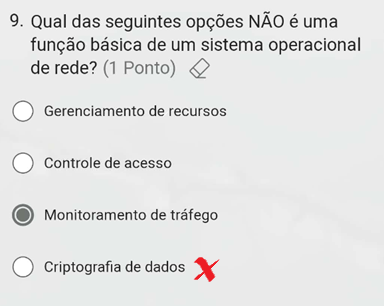 9. Qual das seguintes opções NÃO é uma
função básica de um sistema operacional
de rede? (1 Ponto)
Gerenciamento de recursos
Controle de acesso
Monitoramento de tráfego
Criptografia de dados